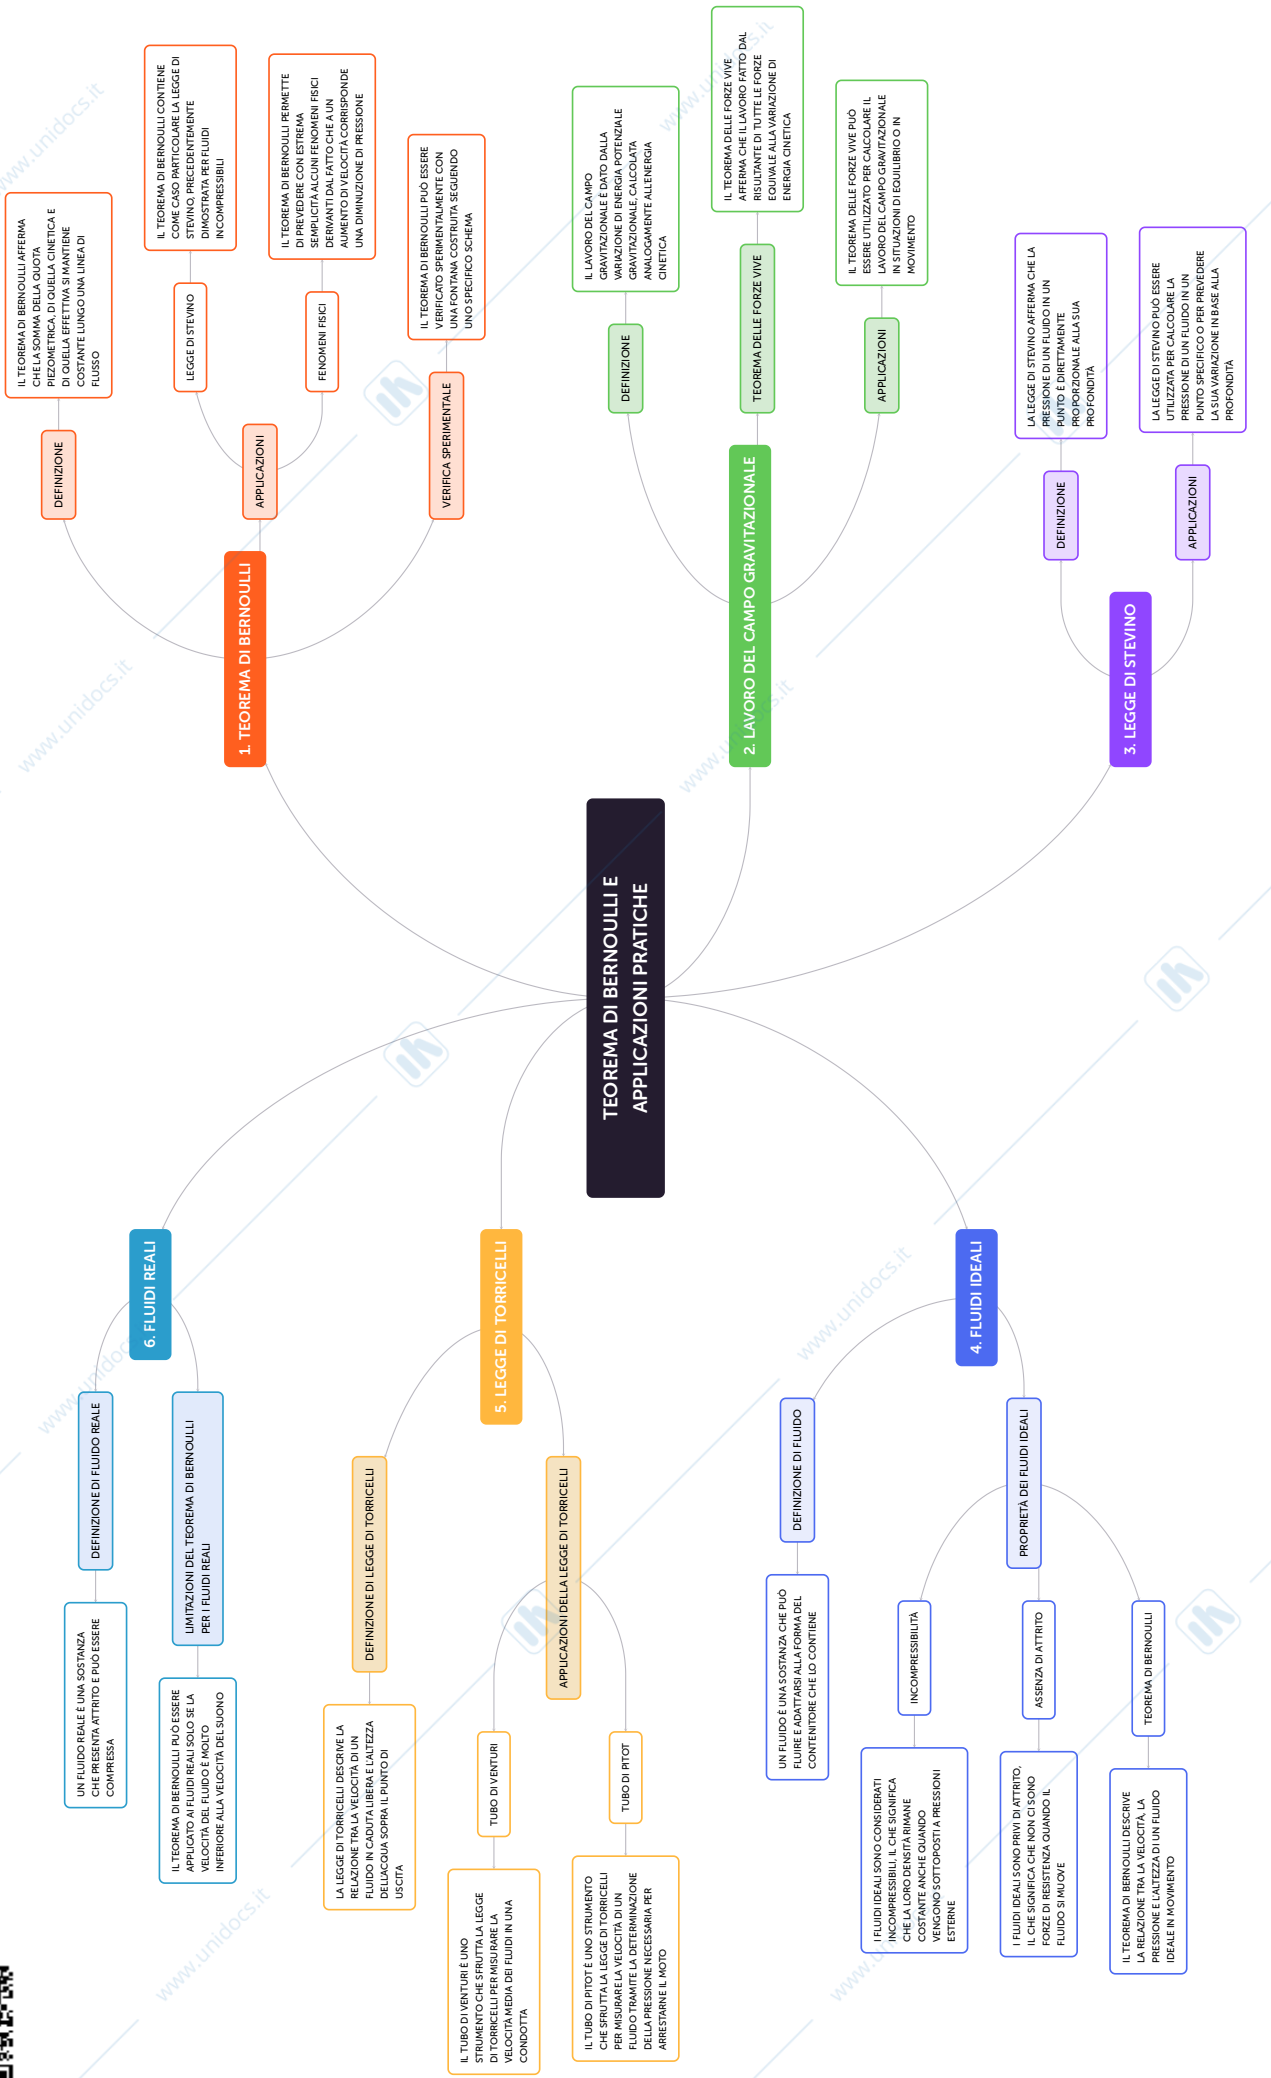 TEOREMA DI BERNOULLI E
APPLICAZIONI PRATICHE
1. TEOREMA DI BERNOULLI
DEFINIZIONE
IL TEOREMA DI BERNOULLI AFFERMA
CHE LA SOMMA DELLA QUOTA
PIEZOMETRICA, DI QUELLA CINETICA E
DI QUELLA EFFETTIVA SI MANTIENE
COSTANTE LUNGO UNA LINEA DI
FLUSSO
APPLICAZIONI
LEGGE DI STEVINO
IL TEOREMA DI BERNOULLI CONTIENE
COME CASO PARTICOLARE LA LEGGE DI
STEVINO, PRECEDENTEMENTE
DIMOSTRATA PER FLUIDI
INCOMPRESSIBILI
FENOMENI FISICI
IL TEOREMA DI BERNOULLI PERMETTE
DI PREVEDERE CON ESTREMA
SEMPLICITÀ ALCUNI FENOMENI FISICI
DERIVANTI DAL FATTO CHE A UN
AUMENTO DI VELOCITÀ CORRISPONDE
UNA DIMINUZIONE DI PRESSIONE
VERIFICA SPERIMENTALE
IL TEOREMA DI BERNOULLI PUÒ ESSERE
VERIFICATO SPERIMENTALMENTE CON
UNA FONTANA COSTRUITA SEGUENDO
UNO SPECIFICO SCHEMA
2. LAVORO DEL CAMPO GRAVITAZIONALE
DEFINIZIONE
IL LAVORO DEL CAMPO
GRAVITAZIONALE È DATO DALLA
VARIAZIONE DI ENERGIA POTENZIALE
GRAVITAZIONALE, CALCOLATA
ANALOGAMENTE ALL'ENERGIA
CINETICA
TEOREMA DELLE FORZE VIVE
IL TEOREMA DELLE FORZE VIVE
AFFERMA CHE IL LAVORO FATTO DAL
RISULTANTE DI TUTTE LE FORZE
EQUIVALE ALLA VARIAZIONE DI
ENERGIA CINETICA
APPLICAZIONI
IL TEOREMA DELLE FORZE VIVE PUÒ
ESSERE UTILIZZATO PER CALCOLARE IL
LAVORO DEL CAMPO GRAVITAZIONALE
IN SITUAZIONI DI EQUILIBRIO O IN
MOVIMENTO
3. LEGGE DI STEVINO
DEFINIZIONE
LA LEGGE DI STEVINO AFFERMA CHE LA
PRESSIONE DI UN FLUIDO IN UN
PUNTO È DIRETTAMENTE
PROPORZIONALE ALLA SUA
PROFONDITÀ
APPLICAZIONI
LA LEGGE DI STEVINO PUÒ ESSERE
UTILIZZATA PER CALCOLARE LA
PRESSIONE DI UN FLUIDO IN UN
PUNTO SPECIFICO O PER PREVEDERE
LA SUA VARIAZIONE IN BASE ALLA
PROFONDITÀ
4. FLUIDI IDEALI
DEFINIZIONE DI FLUIDO
UN FLUIDO È UNA SOSTANZA CHE PUÒ
FLUIRE E ADATTARSI ALLA FORMA DEL
CONTENITORE CHE LO CONTIENE
PROPRIETÀ DEI FLUIDI IDEALI
INCOMPRESSIBILITÀ
I FLUIDI IDEALI SONO CONSIDERATI
INCOMPRESSIBILI, IL CHE SIGNIFICA
CHE LA LORO DENSITÀ RIMANE
COSTANTE ANCHE QUANDO
VENGONO SOTTOPOSTI A PRESSIONI
ESTERNE
ASSENZA DI ATTRITO
I FLUIDI IDEALI SONO PRIVI DI ATTRITO,
IL CHE SIGNIFICA CHE NON CI SONO
FORZE DI RESISTENZA QUANDO IL
FLUIDO SI MUOVE
TEOREMA DI BERNOULLI
IL TEOREMA DI BERNOULLI DESCRIVE
LA RELAZIONE TRA LA VELOCITÀ, LA
PRESSIONE E L'ALTEZZA DI UN FLUIDO
IDEALE IN MOVIMENTO
5. LEGGE DI TORRICELLI
DEFINIZIONE DI LEGGE DI TORRICELLI
LA LEGGE DI TORRICELLI DESCRIVE LA
RELAZIONE TRA LA VELOCITÀ DI UN
FLUIDO IN CADUTA LIBERA E L'ALTEZZA
DELL'ACQUA SOPRA IL PUNTO DI
USCITA
APPLICAZIONI DELLA LEGGE DI TORRICELLI
TUBO DI VENTURI
IL TUBO DI VENTURI È UNO
STRUMENTO CHE SFRUTTA LA LEGGE
DI TORRICELLI PER MISURARE LA
VELOCITÀ MEDIA DEI FLUIDI IN UNA
CONDOTTA
TUBO DI PITOT
IL TUBO DI PITOT È UNO STRUMENTO
CHE SFRUTTA LA LEGGE DI TORRICELLI
PER MISURARE LA VELOCITÀ DI UN
FLUIDO TRAMITE LA DETERMINAZIONE
DELLA PRESSIONE NECESSARIA PER
ARRESTARNE IL MOTO
6. FLUIDI REALI
DEFINIZIONE DI FLUIDO REALE
UN FLUIDO REALE È UNA SOSTANZA
CHE PRESENTA ATTRITO E PUÒ ESSERE
COMPRESSA
LIMITAZIONI DEL TEOREMA DI BERNOULLI
PER I FLUIDI REALI
IL TEOREMA DI BERNOULLI PUÒ ESSERE
APPLICATO AI FLUIDI REALI SOLO SE LA
VELOCITÀ DEL FLUIDO È MOLTO
INFERIORE ALLA VELOCITÀ DEL SUONO
www.unidocs.it
www.unidocs.it
www.unidocs.it
www.unidocs.it
www.unidocs.it
www.unidocs.it
www.unidocs.it
www.unidocs.it